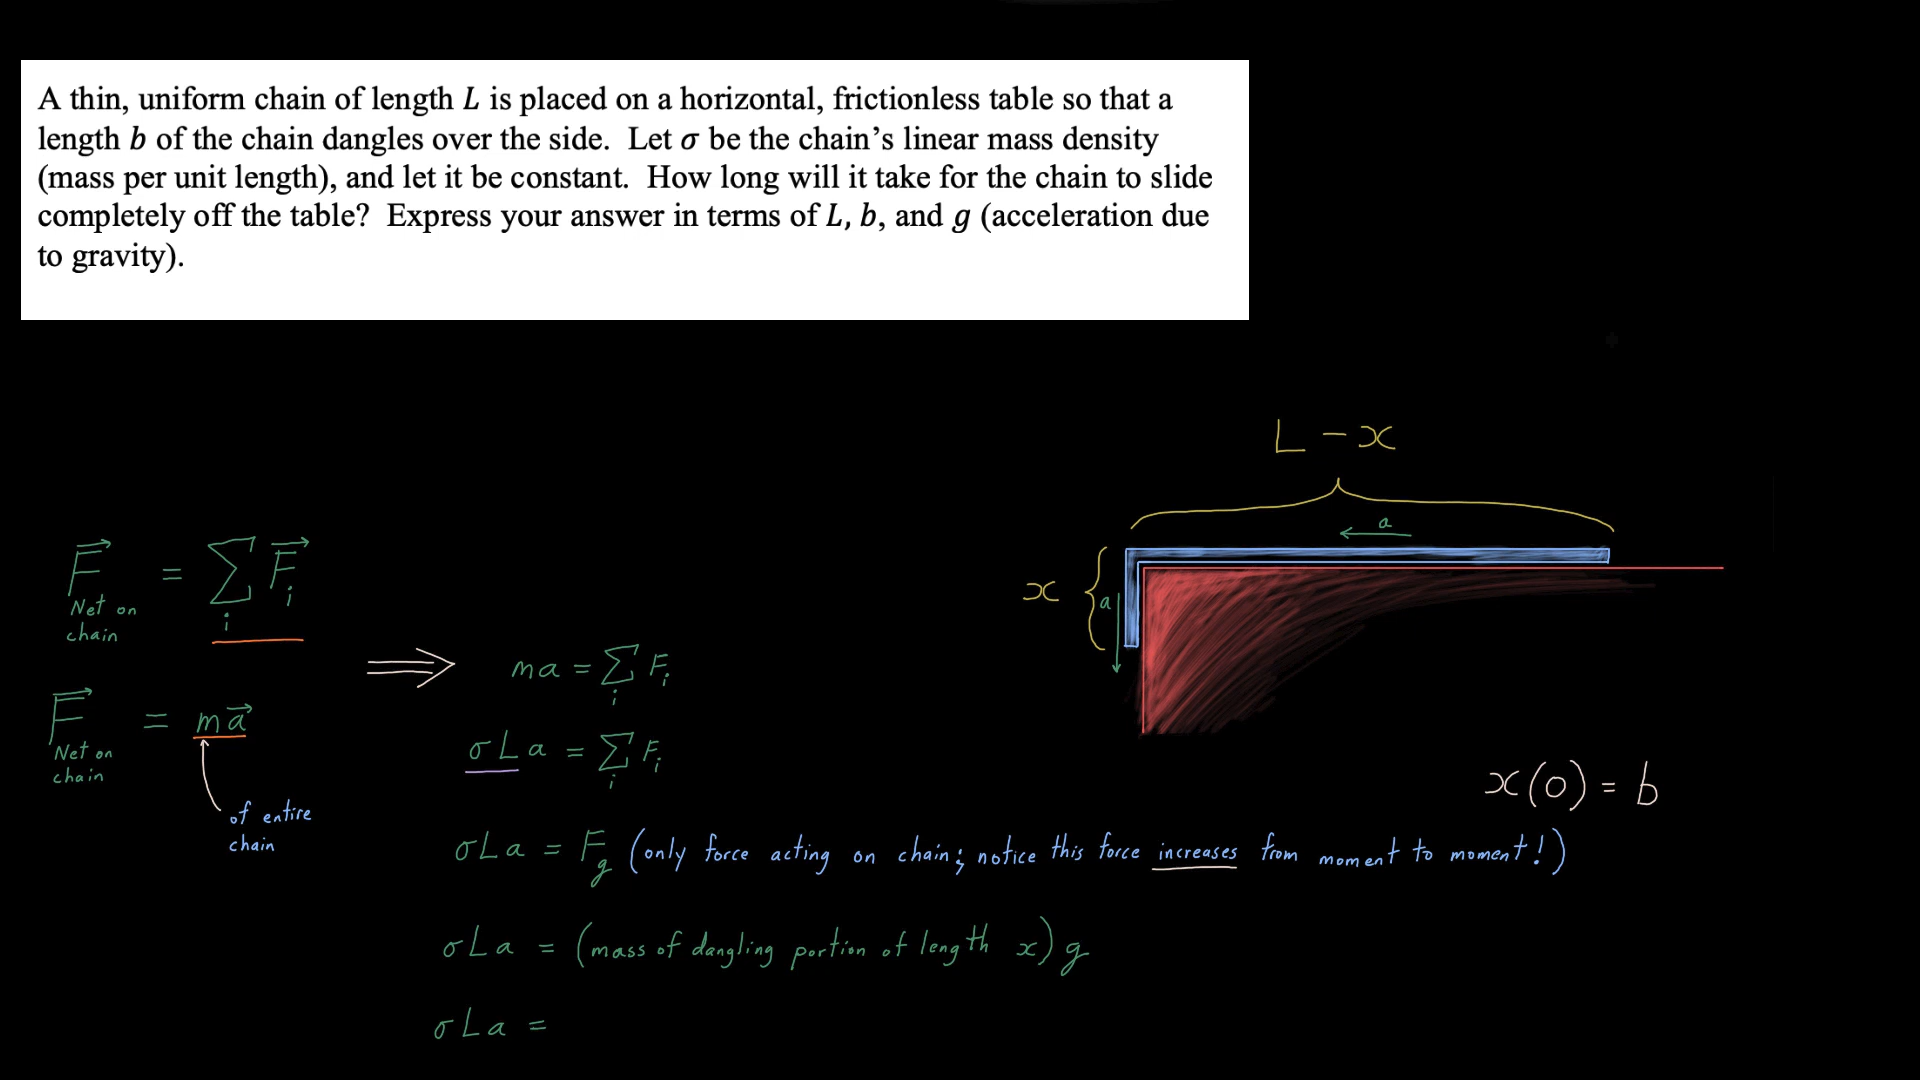 A thin, uniform chain of length L is placed on a horizontal, frictionless table so that a
length b of the chain dangles over the side. Let σ be the chain’s linear mass density
(mass per unit length), and let it be constant. How long will it take for the chain to slide
completely off the table? Express your answer in terms of L, b, and g (acceleration due
to gravity).
L - x
a
x
a
F⃗ Net on chain = ∑ᵢ F⃗ᵢ
F⃗ Net on chain = ma⃗
of entire
chain
⟹ ma = ∑ᵢ Fᵢ
σLa = ∑ᵢ Fᵢ
x(0) = b
σLa = F_g (only force acting on chain; notice this force increases from moment to moment!)
σLa = (mass of dangling portion of length x) g
σLa =